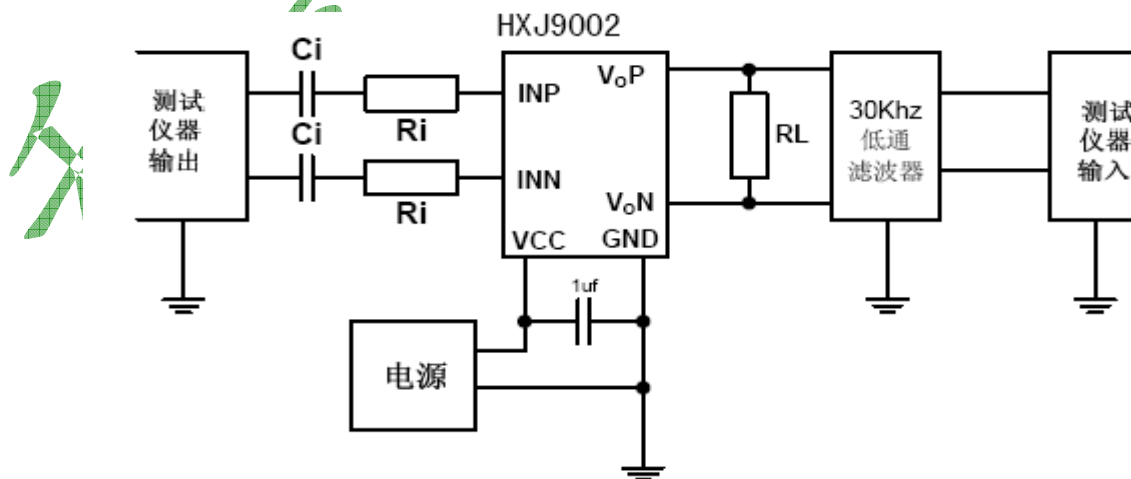 HXJ9002
Ci
Ci
Ri
Ri
测试
仪器
输出
INP
INN
VCC
GND
VoP
VoN
RL
30Khz
低通
滤波器
测试
仪器
输入
1uf
电源